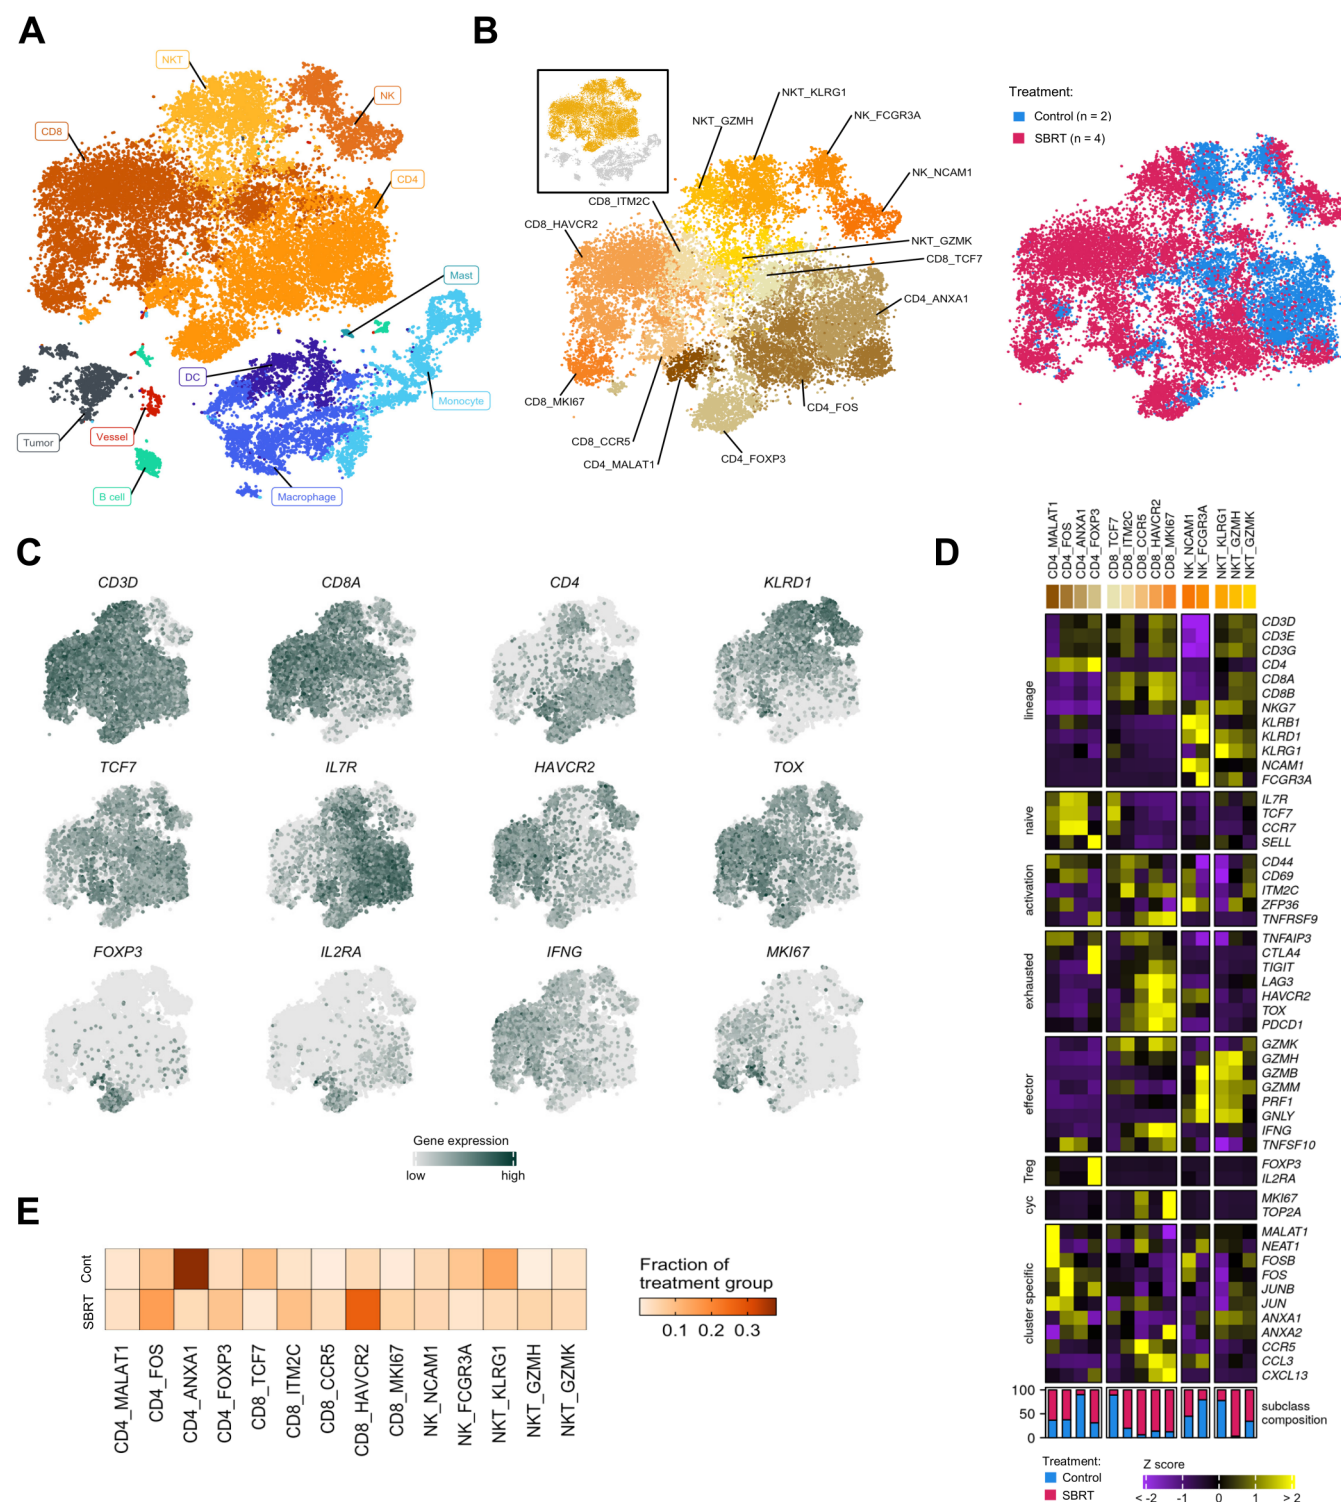 A
NKT
NK
CD8
CD4
Mast
DC
Monocyte
Tumor
Vessel
B cell
Macrophage
B
NKT_KLRG1
NKT_GZMH
NK_FCGR3A
NK_NCAM1
CD8_ITM2C
CD8_HAVCR2
NKT_GZMK
CD8_TCF7
CD4_ANXA1
CD8_MKI67
CD4_FOS
CD8_CCR5
CD4_MALAT1
CD4_FOXP3
Treatment:
Control (n = 2)
SBRT (n = 4)
C
CD3D
CD8A
CD4
KLRD1
TCF7
IL7R
HAVCR2
TOX
FOXP3
IL2RA
IFNG
MKI67
Gene expression
low high
D
CD4_MALAT1
CD4_FOS
CD4_ANXA1
CD4_FOXP3
CD8_TCF7
CD8_ITM2C
CD8_CCR5
CD8_HAVCR2
CD8_MKI67
NK_NCAM1
NK_FCGR3A
NKT_KLRG1
NKT_GZMH
NKT_GZMK
lineage
CD3D
CD3E
CD3G
CD4
CD8A
CD8B
NKG7
KLRB1
KLRD1
KLRG1
NCAM1
FCGR3A
naive
IL7R
TCF7
CCR7
SELL
activation
CD44
CD69
ITM2C
ZFP36
TNFRSF9
exhausted
TNFAIP3
CTLA4
TIGIT
LAG3
HAVCR2
TOX
PDCD1
effector
GZMK
GZMH
GZMB
GZMM
PRF1
GNLY
IFNG
TNFSF10
Treg
FOXP3
IL2RA
cyc
MKI67
TOP2A
cluster specific
MALAT1
NEAT1
FOSB
FOS
JUNB
JUN
ANXA1
ANXA2
CCR5
CCL3
CXCL13
100
50
0
subclass
composition
Treatment:
Control
SBRT
Z score
< -2 -1 0 1 > 2
E
Cont
SBRT
CD4_MALAT1
CD4_FOS
CD4_ANXA1
CD4_FOXP3
CD8_TCF7
CD8_ITM2C
CD8_CCR5
CD8_HAVCR2
CD8_MKI67
NK_NCAM1
NK_FCGR3A
NKT_KLRG1
NKT_GZMH
NKT_GZMK
Fraction of
treatment group
0.1 0.2 0.3